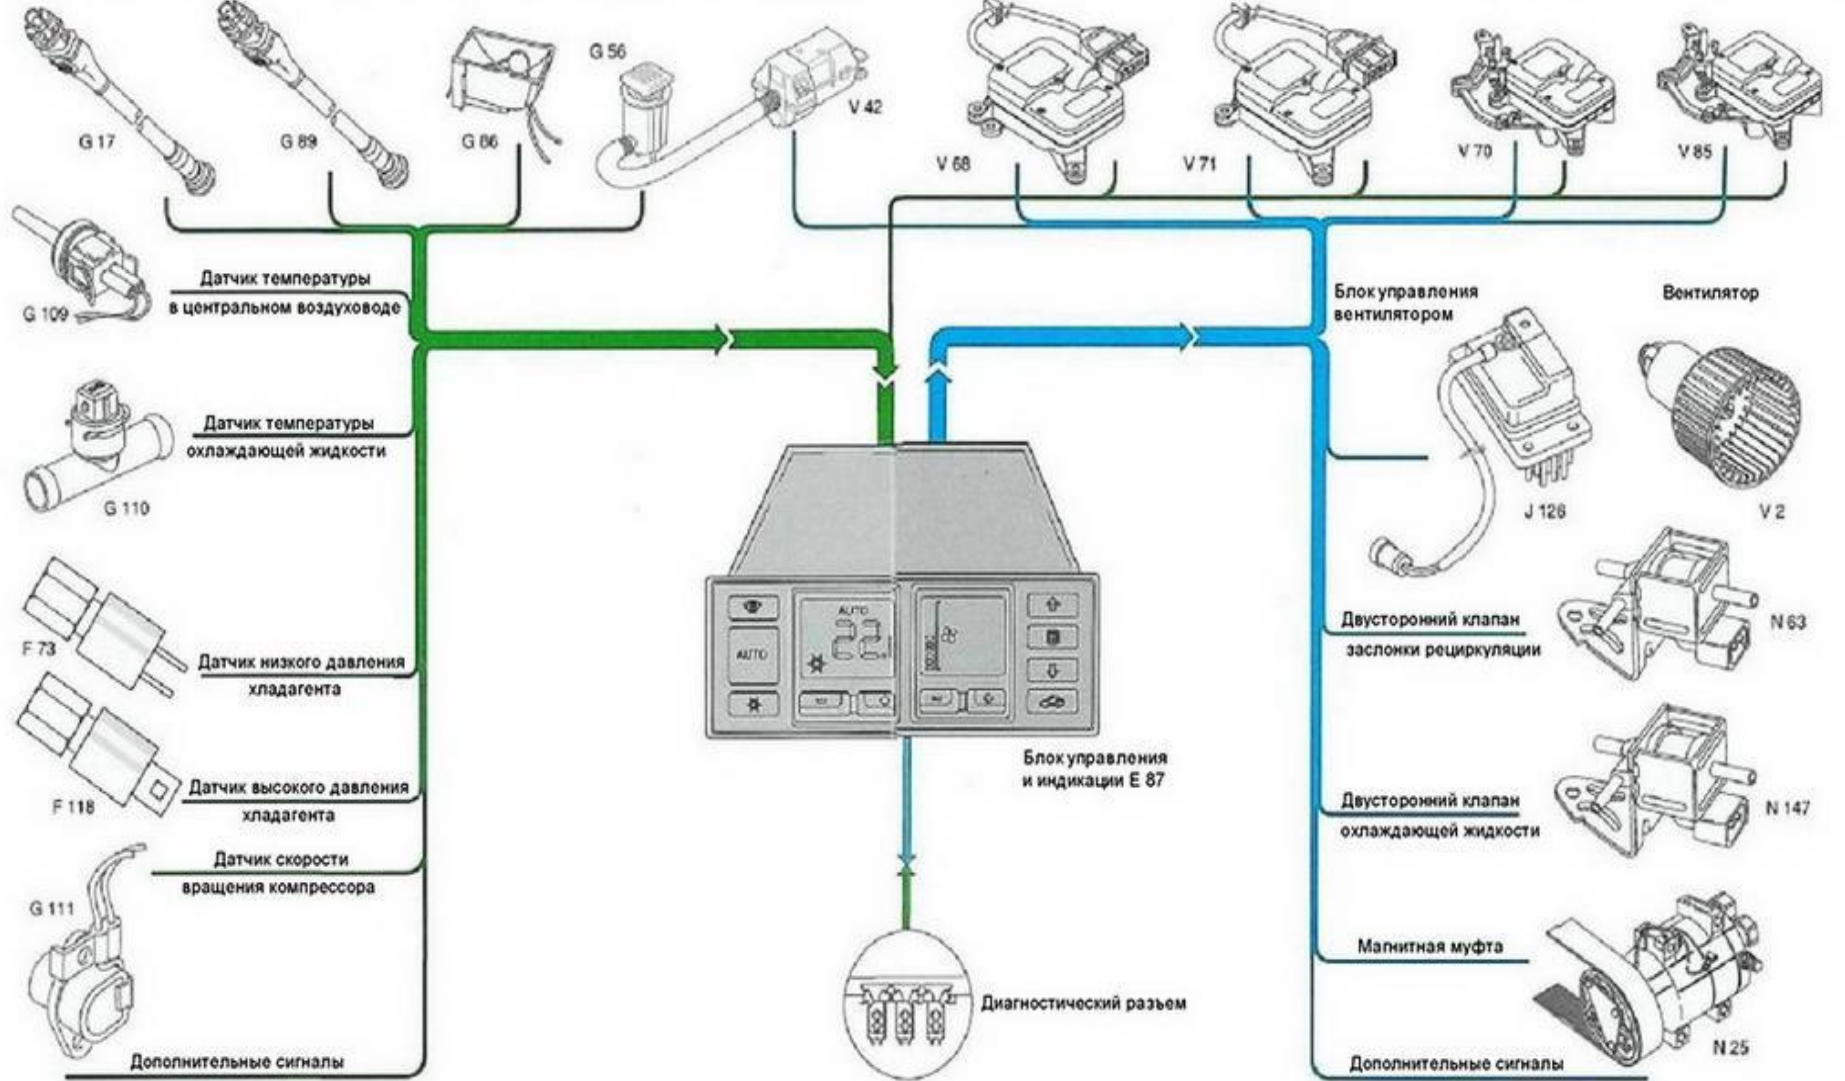 G 17
G 89
G 86
G 56
V 42
V 68
V 71
V 70
V 85
G 109
Датчик температуры
в центральном воздуховоде
G 110
Датчик температуры
охлаждающей жидкости
F 73
Датчик низкого давления
хладагента
F 118
Датчик высокого давления
хладагента
Датчик скорости
вращения компрессора
G 111
Дополнительные сигналы
AUTO
AUTO
22
Блок управления
и индикации E 87
Диагностический разъем
Блок управления
вентилятором
Вентилятор
J 126
V 2
Двусторонний клапан
заслонки рециркуляции
N 63
Двусторонний клапан
охлаждающей жидкости
N 147
Магнитная муфта
N 25
Дополнительные сигналы